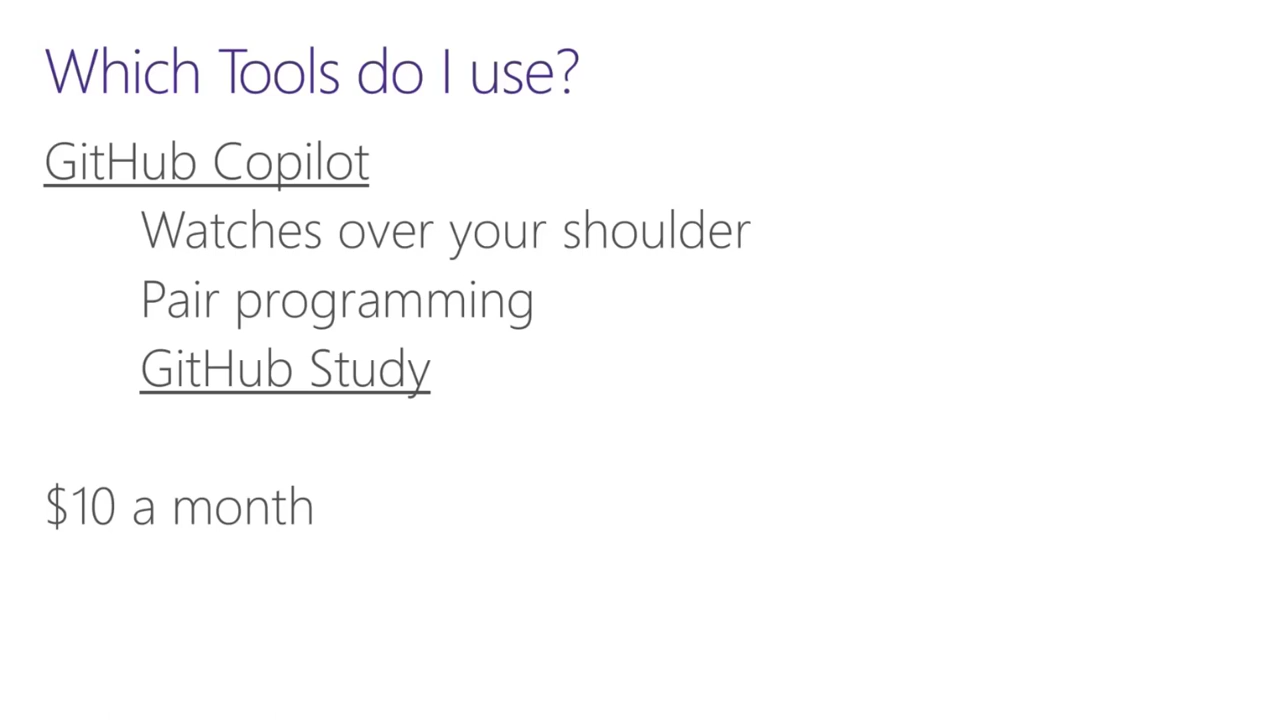 Which Tools do I use?
GitHub Copilot
Watches over your shoulder
Pair programming
GitHub Study
$10 a month